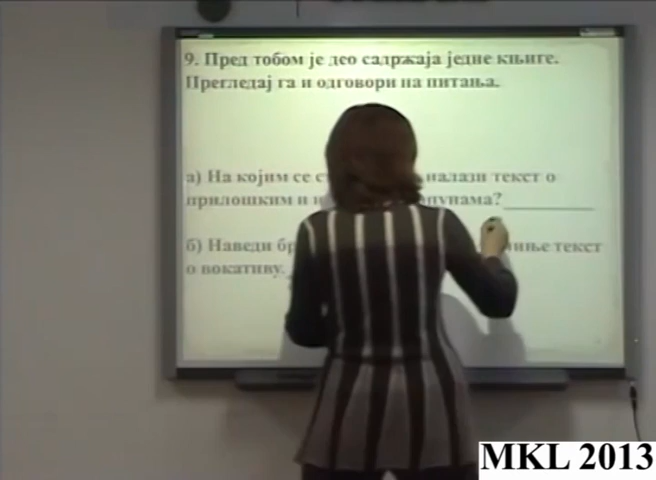 9. Пред тобом је део садржаја једне књиге.
Прегледај га и одговори на питања.
а) На којим се налази текст о
прилошким и
б) Наведи текст
о вокативу.
MKL 2013